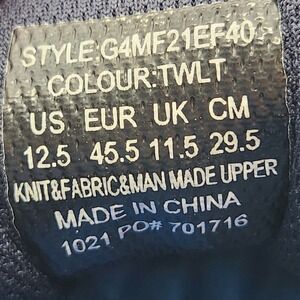 STYLE:G4MF21EF40
COLOUR:TWLT
US EUR UK CM
12.5 45.5 11.5 29.5
KNIT&FABRIC&MAN MADE UPPER
MADE IN CHINA
1021 PO# 701716